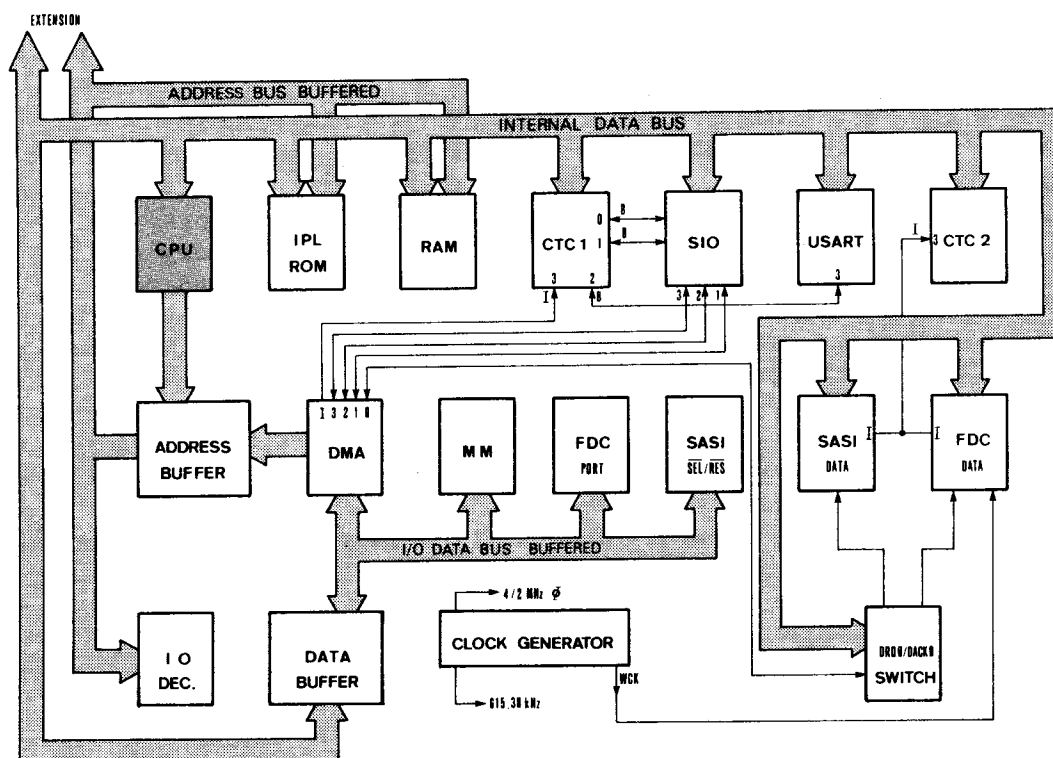 EXTENSION
ADDRESS BUS BUFFERED
INTERNAL DATA BUS
CPU
IPL
ROM
RAM
CTC 1
0
1
3
2
I
B
B
B
SIO
3
2
1
USART
3
I
3
CTC 2
ADDRESS
BUFFER
I 3 2 1 0
DMA
MM
FDC
PORT
SASI
SEL/RES
SASI
DATA
I
I
FDC
DATA
I/O DATA BUS BUFFERED
I O
DEC.
DATA
BUFFER
4/2 MHz Φ
CLOCK GENERATOR
615.38 kHz
WCK
DRQ0/DACK0
SWITCH